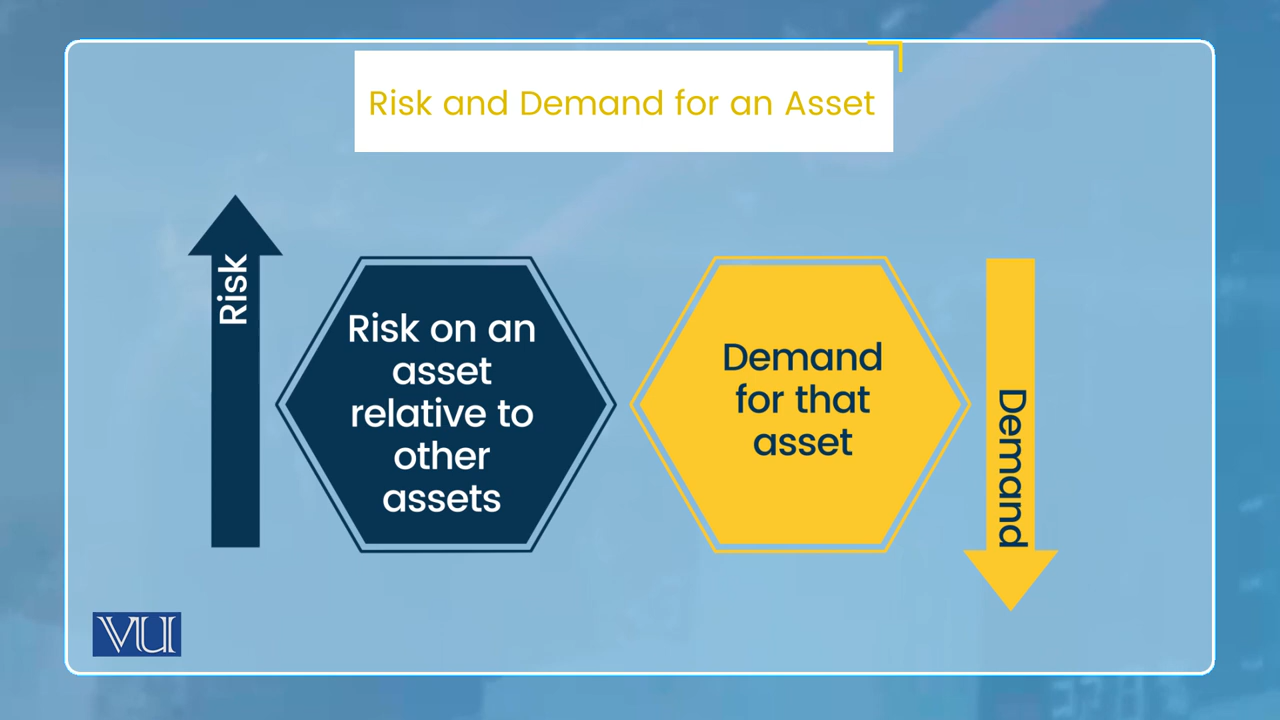 Risk and Demand for an Asset
Risk
Risk on an
asset
relative to
other
assets
Demand
for that
asset
Demand
VU